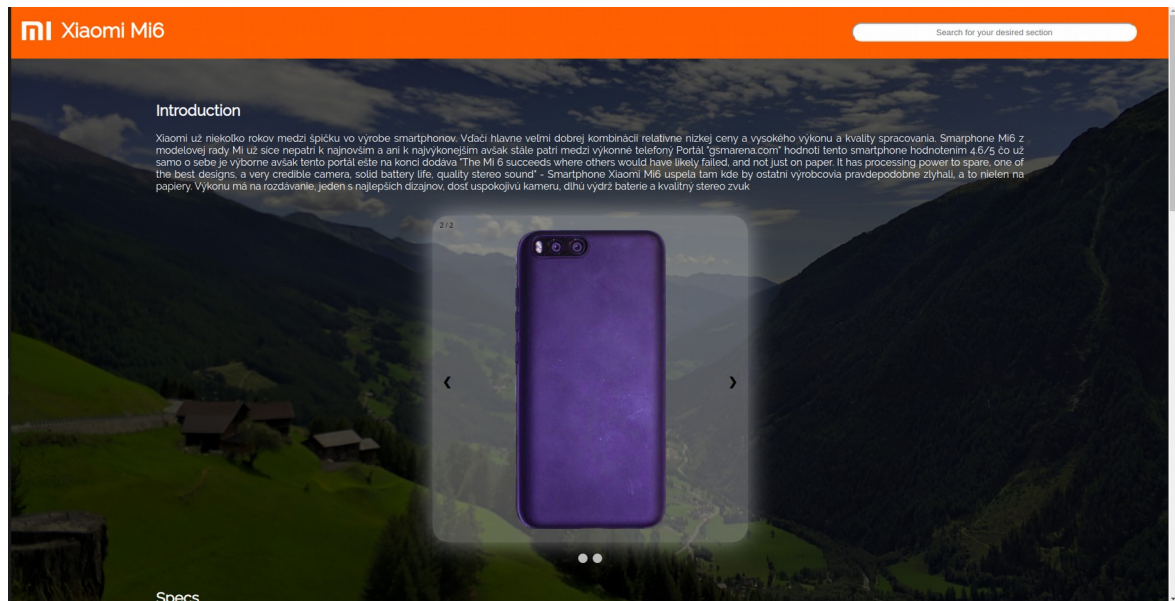 Xiaomi Mi6
Search for your desired section
Introduction
Xiaomi už niekoľko rokov medzi špičku vo výrobe smartphonov. Vďači hlavne veľmi dobrej kombinácii relatívne nízkej ceny a vysokého výkonu a kvality spracovania. Smarphone Mi6 z
modelovej rady Mi už síce nepatrí k najnovším a ani k najvýkonejším avšak stále patrí medzi výkonné telefoný Portál "gsmarena.com" hodnotí tento smartphone hodnotením 4.6/5 čo už
samo o sebe je výborne avšak tento portál ešte na konci dodáva "The Mi 6 succeeds where others would have likely failed, and not just on paper. It has processing power to spare, one of
the best designs, a very credible camera, solid battery life, quality stereo sound" - Smartphone Xiaomi Mi6 uspela tam kde by ostatní výrobcovia pravdepodobne zlyhali, a to nielen na
papiery. Výkonu má na rozdávanie, jeden s najlepších dizajnov, dosť uspokojivú kameru, dlhú výdrž baterie a kvalitný stereo zvuk
2 / 2
Specs